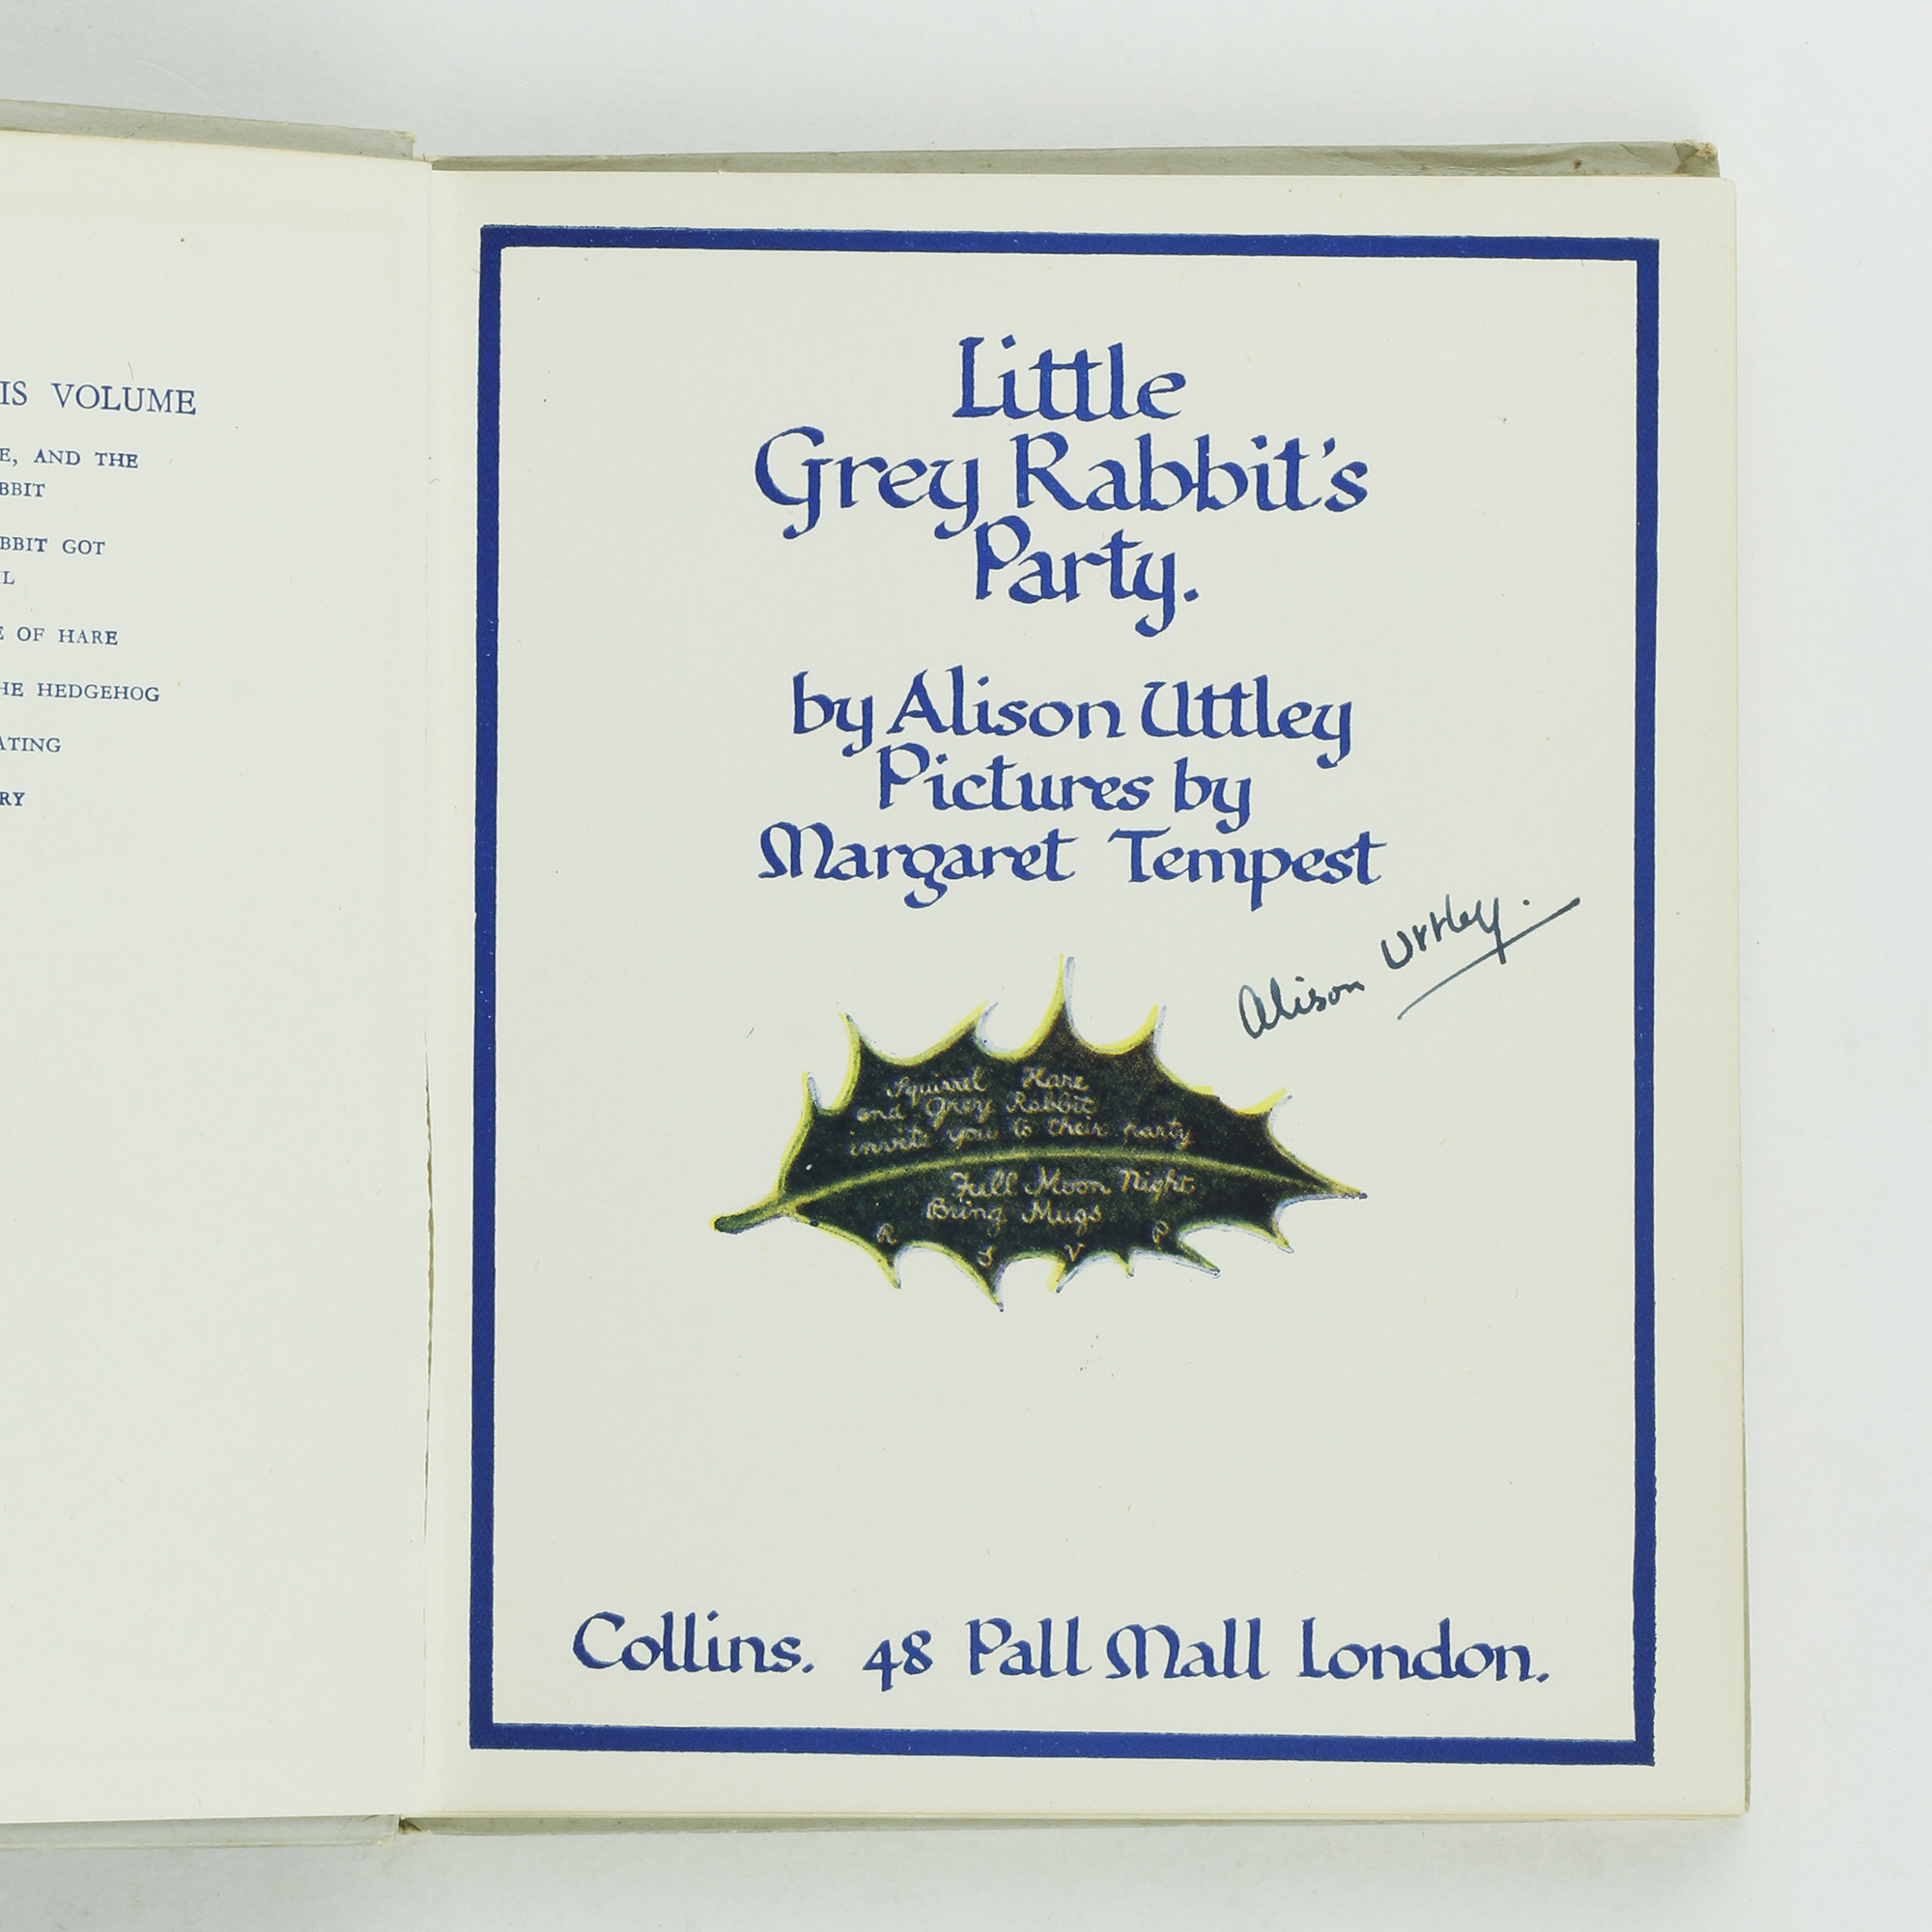 IS VOLUME
E, AND THE
BBIT
BBIT GOT
IL
E OF HARE
HE HEDGEHOG
ATING
RY
Little
Grey Rabbit's
Party.
by Alison Uttley
Pictures by
Margaret Tempest
Alison Uttley.
Squirrel Hare
and Grey Rabbit
invite you to their party
Full Moon Night
Bring Mugs
R S V P
Collins. 48 Pall Mall London.